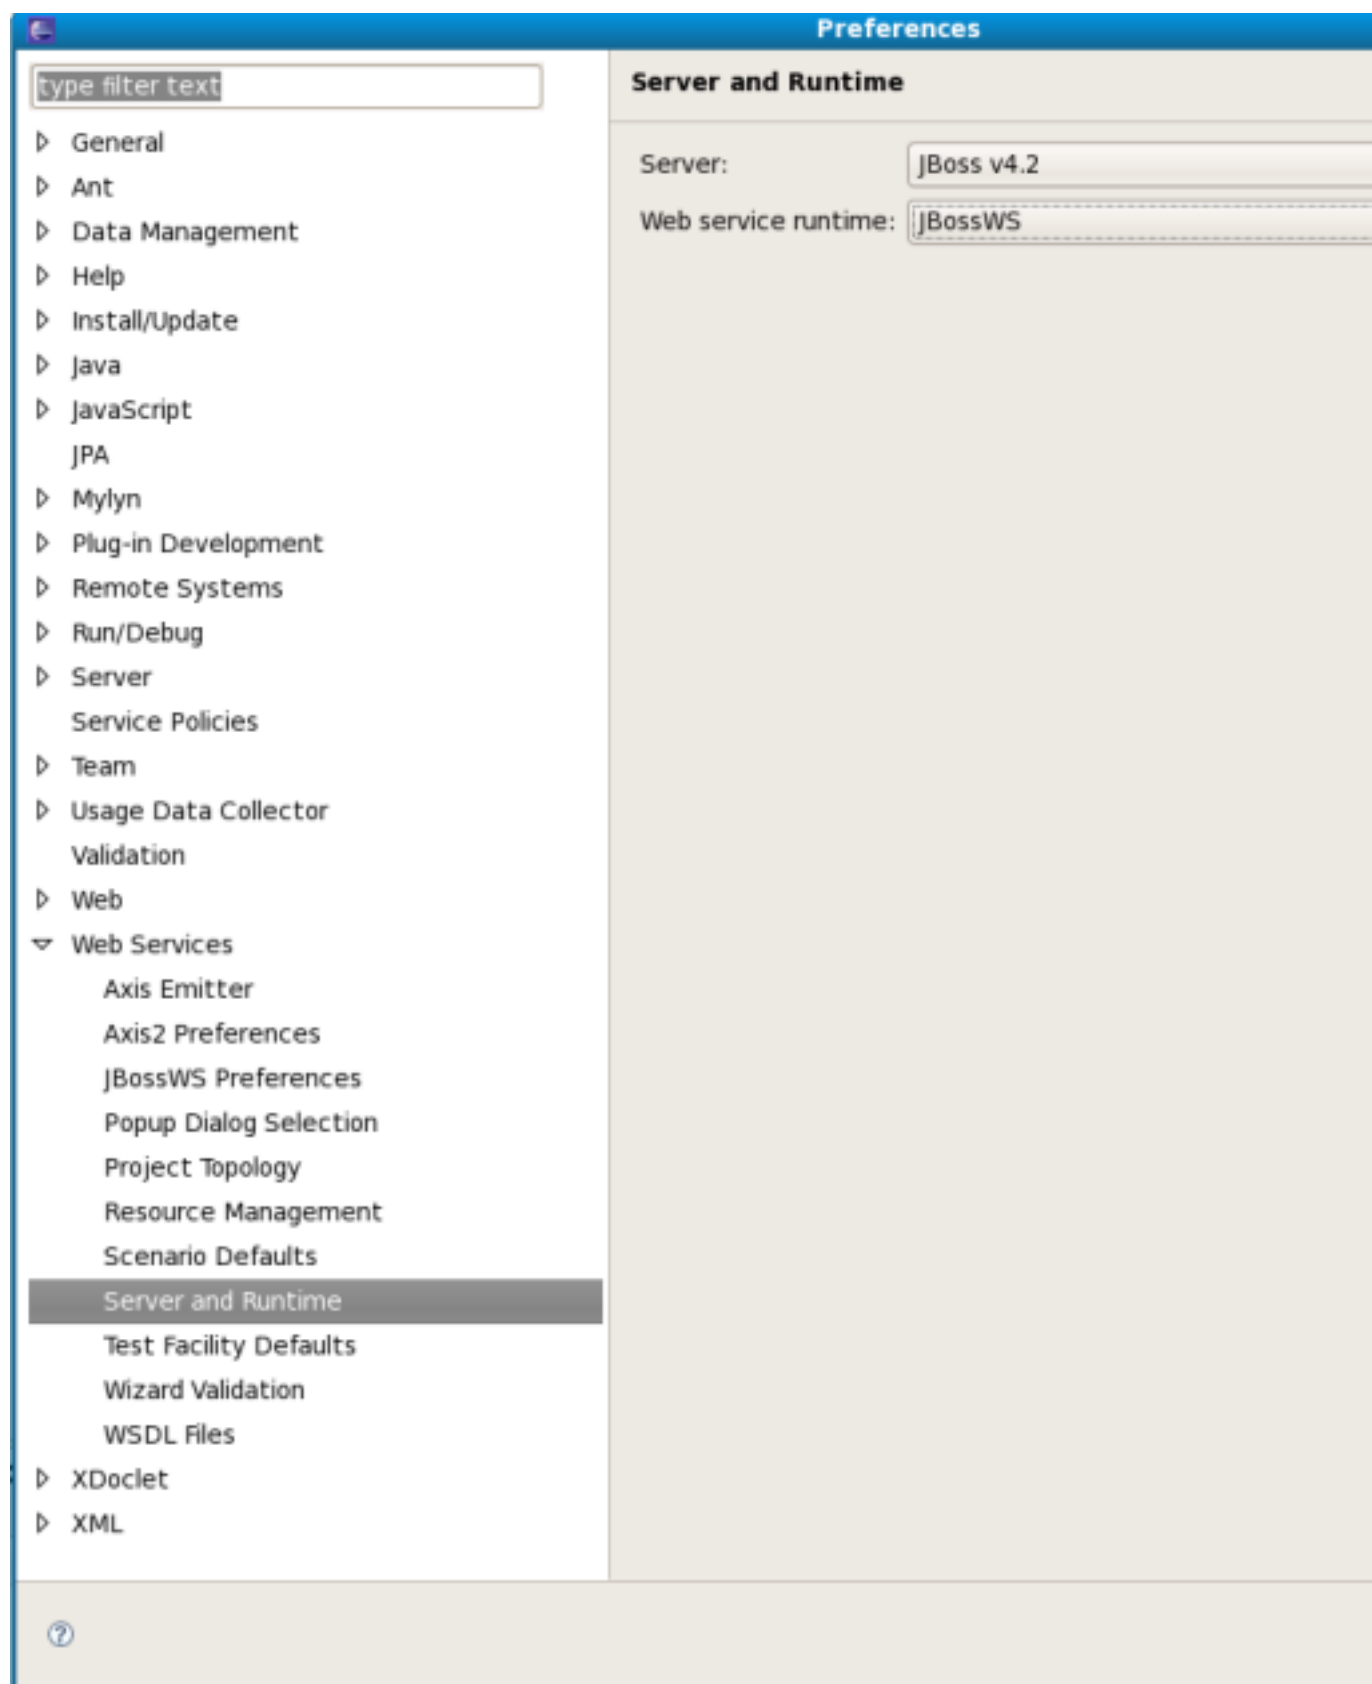 Preferences
type filter text
General
Ant
Data Management
Help
Install/Update
Java
JavaScript
JPA
Mylyn
Plug-in Development
Remote Systems
Run/Debug
Server
Service Policies
Team
Usage Data Collector
Validation
Web
Web Services
Axis Emitter
Axis2 Preferences
JBossWS Preferences
Popup Dialog Selection
Project Topology
Resource Management
Scenario Defaults
Server and Runtime
Test Facility Defaults
Wizard Validation
WSDL Files
XDoclet
XML
Server and Runtime
Server: JBoss v4.2
Web service runtime: JBossWS
?